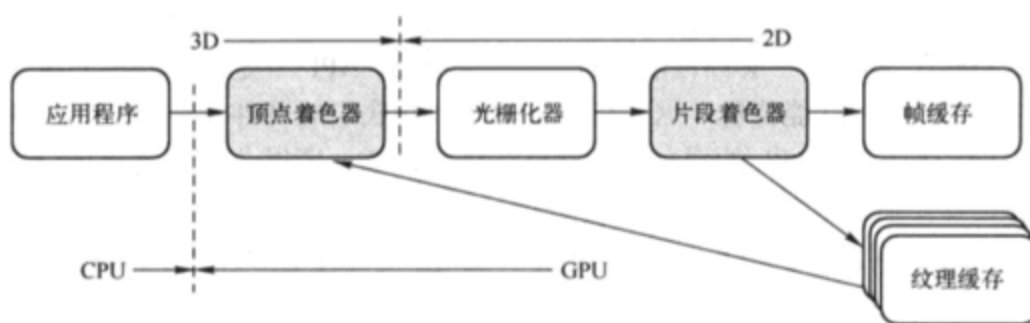 3D
2D
应用程序
顶点着色器
光栅化器
片段着色器
帧缓存
CPU
GPU
纹理缓存